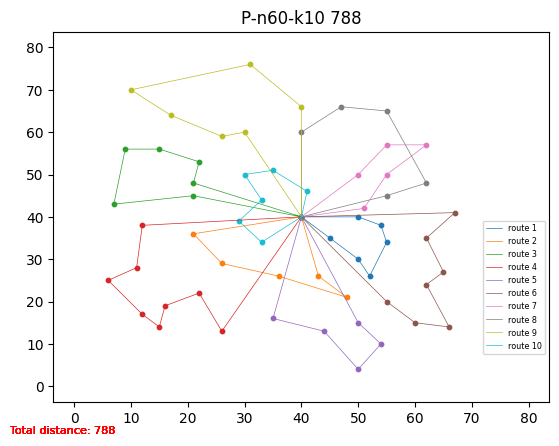 P-n60-k10 788
80
70
60
50
40
30
20
10
0
route 1
route 2
route 3
route 4
route 5
route 6
route 7
route 8
route 9
route 10
0 10 20 30 40 50 60 70 80
Total distance: 788